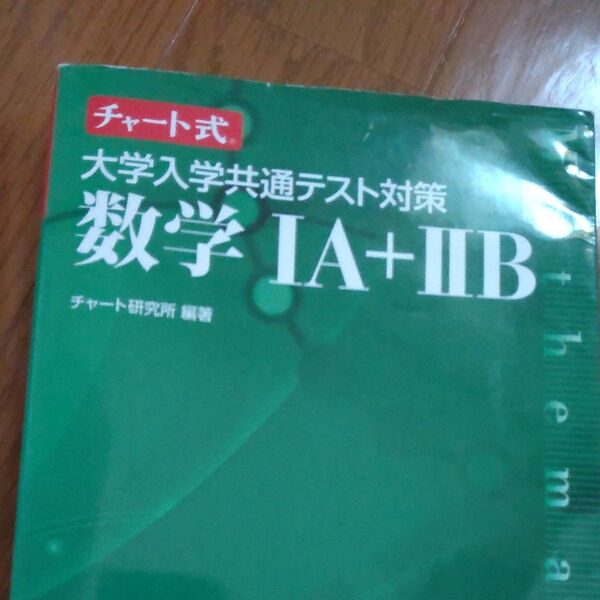 チャート式®
大学入学共通テスト対策
数学 ⅠA+ⅡB
チャート研究所 編著
thema